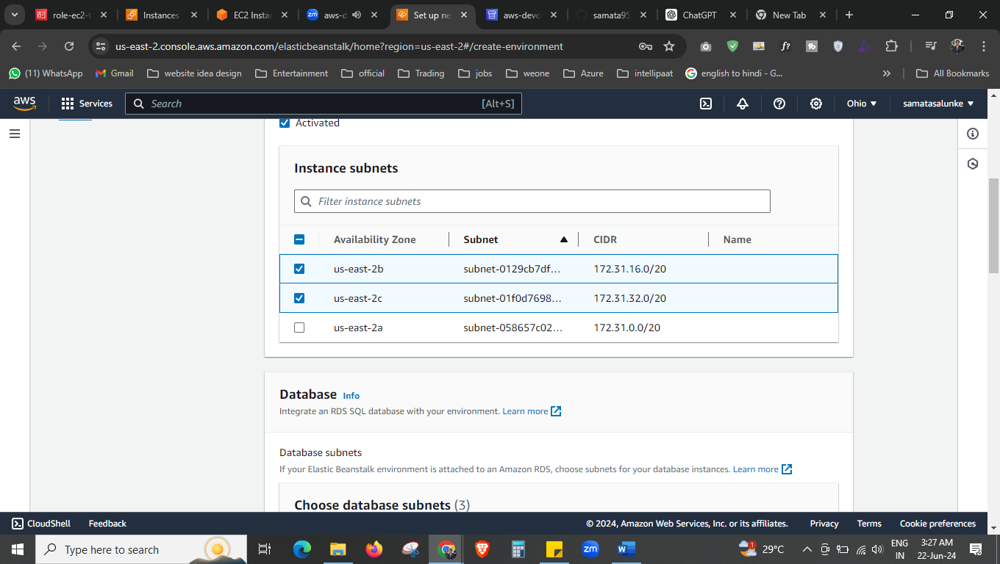 role-ec2-t
Instances
EC2 Insta
zm aws-d
Set up ne
aws-devo
samata95
ChatGPT
New Tab
us-east-2.console.aws.amazon.com/elasticbeanstalk/home?region=us-east-2#/create-environment
(11) WhatsApp
Gmail
website idea design
Entertainment
official
Trading
jobs
weone
Azure
intellipaat
english to hindi - G...
All Bookmarks
aws
Services
Search
[Alt+S]
Ohio
samatasalunke
Activated
Instance subnets
Filter instance subnets
Availability Zone Subnet CIDR Name
us-east-2b subnet-0129cb7df... 172.31.16.0/20
us-east-2c subnet-01f0d7698... 172.31.32.0/20
us-east-2a subnet-058657c02... 172.31.0.0/20
Database Info
Integrate an RDS SQL database with your environment. Learn more
Database subnets
If your Elastic Beanstalk environment is attached to an Amazon RDS, choose subnets for your database instances. Learn more
Choose database subnets (3)
CloudShell Feedback © 2024, Amazon Web Services, Inc. or its affiliates. Privacy Terms Cookie preferences
Type here to search
zm
29°C
ENG
IN
3:27 AM
22-Jun-24